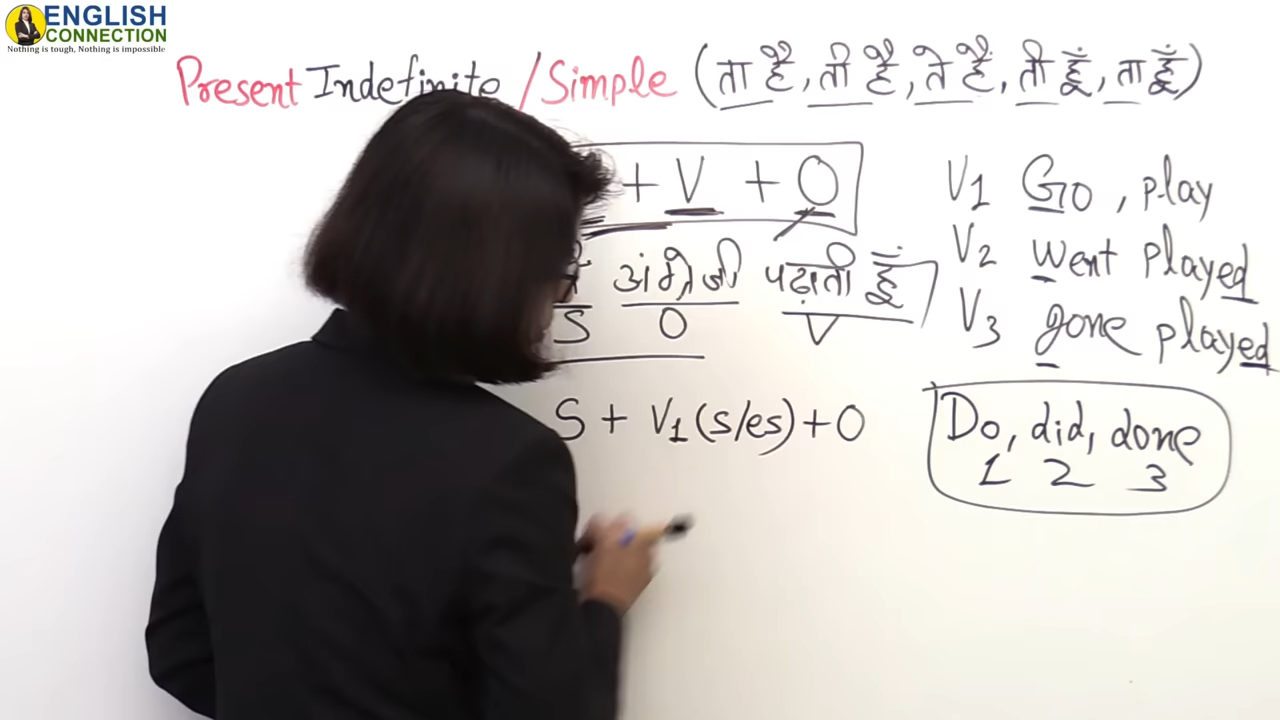 ENGLISH
CONNECTION
Nothing is tough, Nothing is impossible
Present Indefinite / Simple (ता है, ती है, ते हैं, ती हूँ, ता हूँ)
+ V + O
अंग्रेजी पढ़ाती हूँ
S O V
S + V1 (s/es) + O
V1 Go, play
V2 went played
V3 gone played
Do, did, done
1 2 3